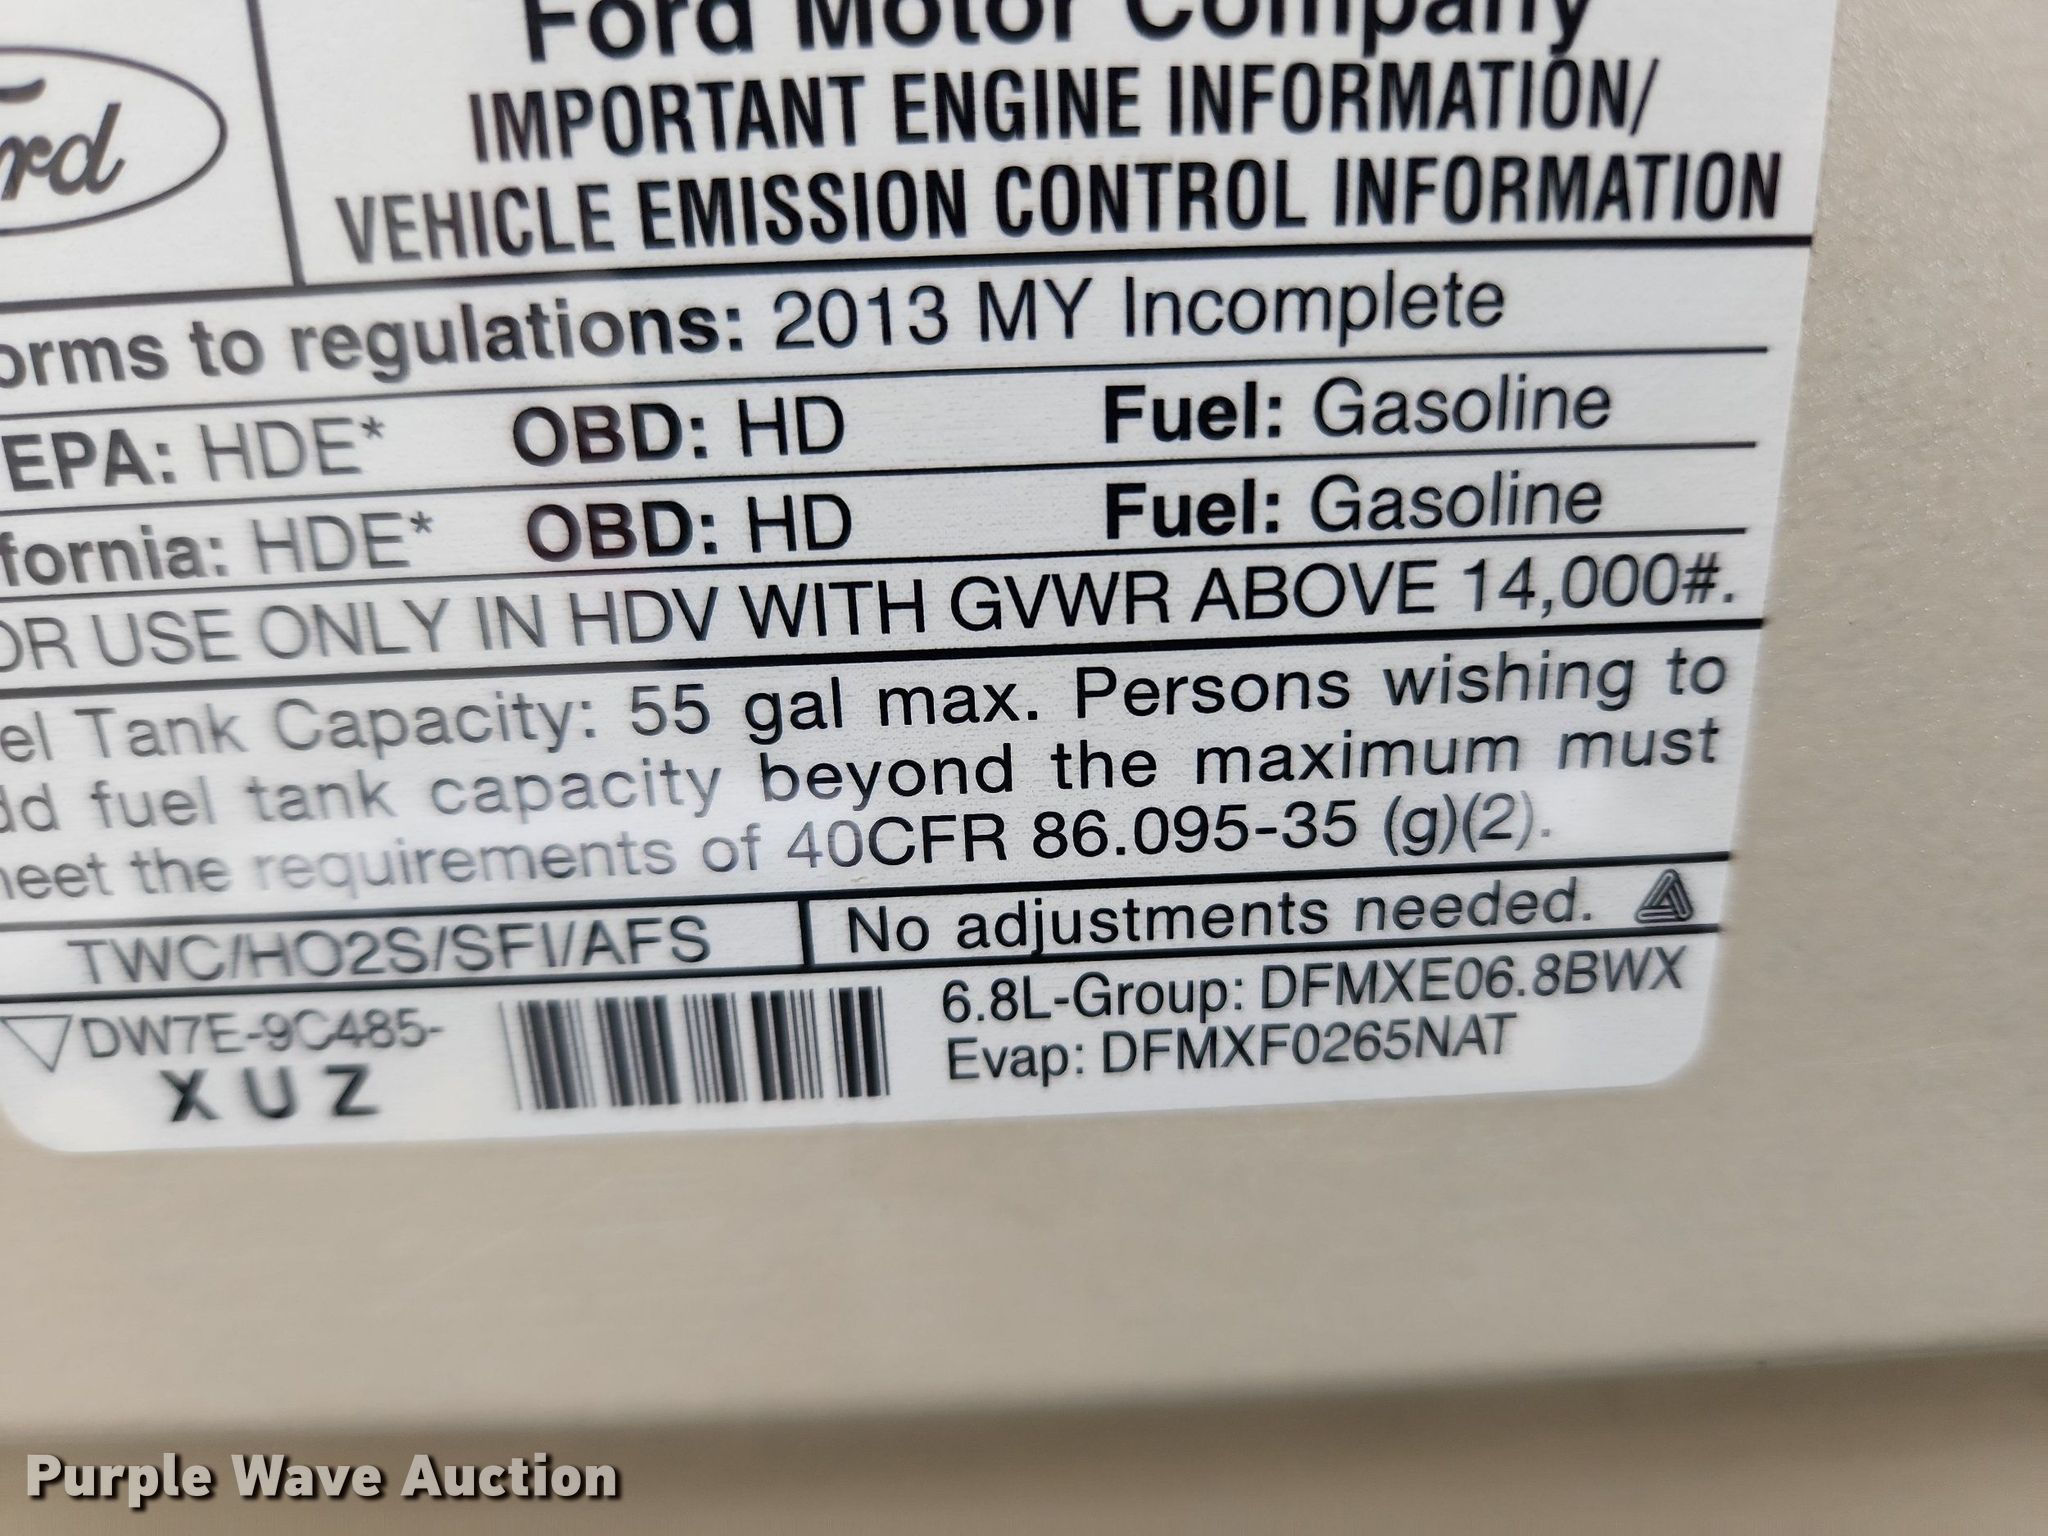 Ford Motor Company
IMPORTANT ENGINE INFORMATION/
VEHICLE EMISSION CONTROL INFORMATION
rd
orms to regulations: 2013 MY Incomplete
EPA: HDE* OBD: HD Fuel: Gasoline
fornia: HDE* OBD: HD Fuel: Gasoline
OR USE ONLY IN HDV WITH GVWR ABOVE 14,000#.
el Tank Capacity: 55 gal max. Persons wishing to
dd fuel tank capacity beyond the maximum must
neet the requirements of 40CFR 86.095-35 (g)(2).
TWC/HO2S/SFI/AFS No adjustments needed.
DW7E-9C485-
XUZ
6.8L-Group: DFMXE06.8BWX
Evap: DFMXF0265NAT
Purple Wave Auction